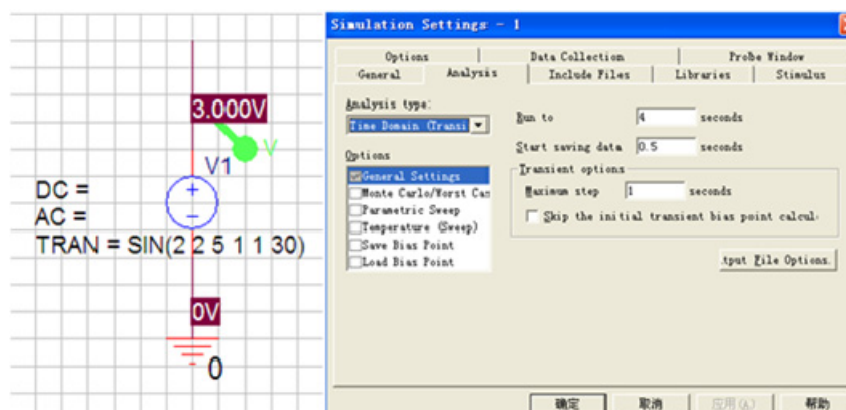 3.000V
V
V1
DC =
AC =
TRAN = SIN(2 2 5 1 1 30)
0V
0
Simulation Settings - 1
Options Data Collection Probe Window
General Analysis Include Files Libraries Stimulus
Analysis type:
Time Domain (Transi
Run to 4 seconds
Start saving data 0.5 seconds
Options
General Settings
Monte Carlo/Worst Cas
Parametric Sweep
Temperature (Sweep)
Save Bias Point
Load Bias Point
Transient options
Maximum step 1 seconds
Skip the initial transient bias point calcul
.tput File Options.
确定 取消 应用(A) 帮助